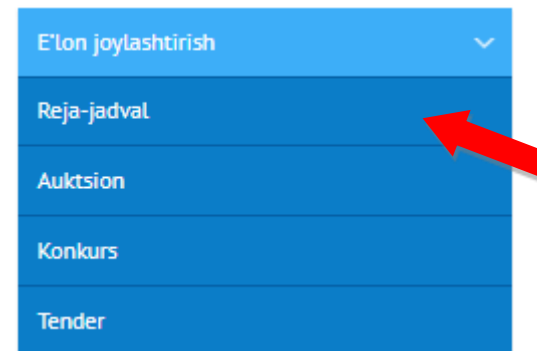 E'lon joylashtirish
Reja-jadval
Auktsion
Konkurs
Tender